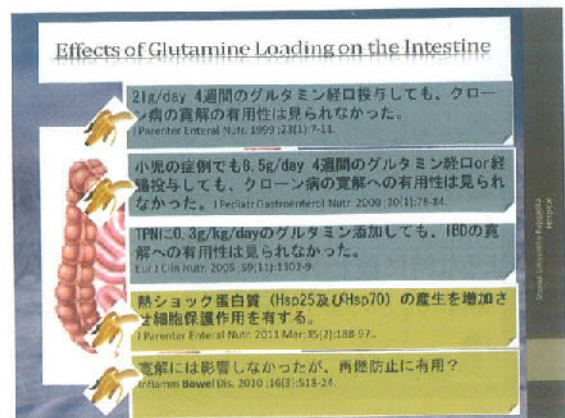 Effects of Glutamine Loading on the Intestine
21g/day 4週間のグルタミン経口投与しても、クロー
ン病の寛解の有用性は見られなかった。
J Parenter Enteral Nutr. 1999 ;23(1):7-11.
小児の症例でも8.5g/day 4週間のグルタミン経口or経
腸投与しても、クローン病の寛解への有用性は見られ
なかった。J Pediatr Gastroenterol Nutr. 2000 ;30(1):78-84.
TPNに0.3g/kg/dayのグルタミン添加しても、IBDの寛
解への有用性は見られなかった。
Eur J Clin Nutr. 2005 ;59(11):1302-9.
熱ショック蛋白質（Hsp25及びHsp70）の産生を増加さ
せ細胞保護作用を有する。
J Parenter Enteral Nutr. 2011 Mar;35(2):188-97..
寛解には影響しなかったが、再燃防止に有用？
Inflamm Bowel Dis. 2010 ;16(3):518-24.
Showa University Fujigaoka
Hospital